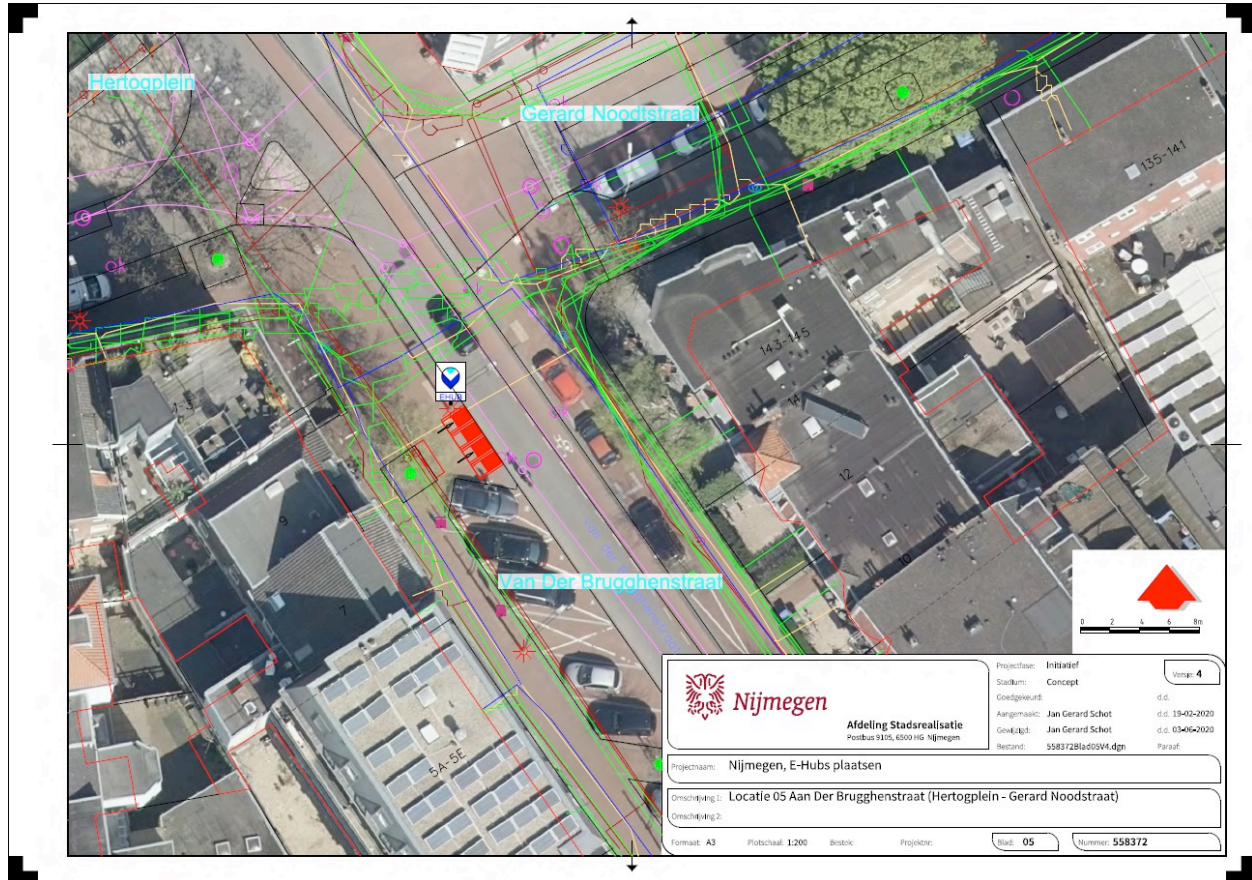 Hertogplein
Gerard Noodtstraat
135-141
143-145
14
12
10
1-3
EHUB
9
7
5A-5E
Van Der Brugghenstraat
0 2 4 6 8m
Nijmegen
Afdeling Stadsrealisatie
Postbus 9105, 6500 HG Nijmegen
Projectfase: Initiatief
Stadium: Concept
Goedgekeurd: d.d.
Aangemaakt: Jan Gerard Schot d.d. 19-02-2020
Gewijzigd: Jan Gerard Schot d.d. 03-06-2020
Bestand: 558372Blad05V4.dgn Paraaf:
Versie: 4
Projectnaam: Nijmegen, E-Hubs plaatsen
Omschrijving 1: Locatie 05 Aan Der Brugghenstraat (Hertogplein - Gerard Noodstraat)
Omschrijving 2:
Formaat: A3 Plotschaal: 1:200 Bestek: Projektnr: Blad: 05 Nummer: 558372